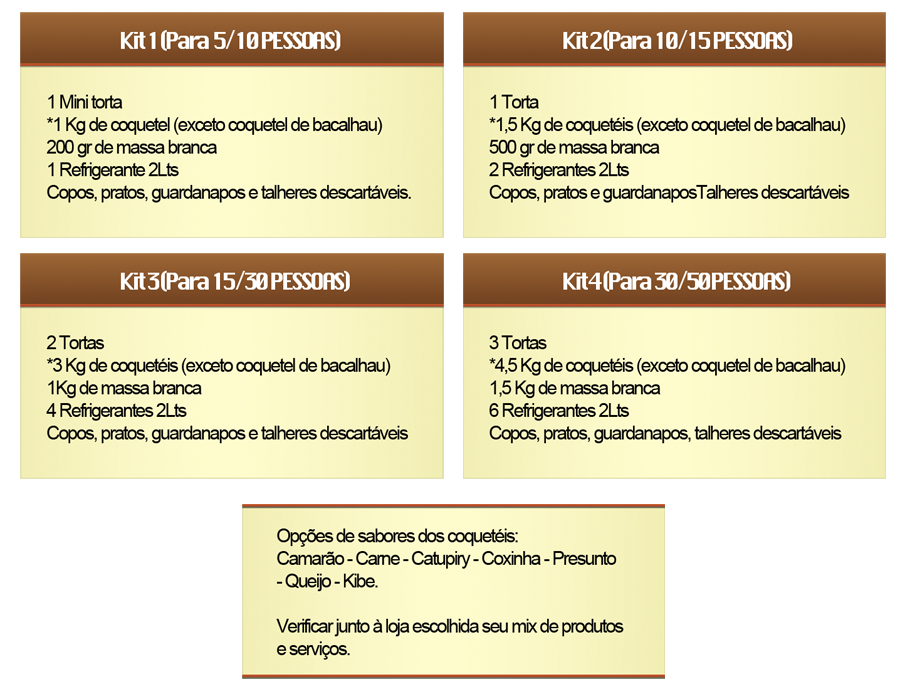 Kit 1 (Para 5/10 PESSOAS)
1 Mini torta
*1 Kg de coquetel (exceto coquetel de bacalhau)
200 gr de massa branca
1 Refrigerante 2Lts
Copos, pratos, guardanapos e talheres descartáveis.
Kit 2 (Para 10/15 PESSOAS)
1 Torta
*1,5 Kg de coquetéis (exceto coquetel de bacalhau)
500 gr de massa branca
2 Refrigerantes 2Lts
Copos, pratos e guardanaposTalheres descartáveis
Kit 3 (Para 15/30 PESSOAS)
2 Tortas
*3 Kg de coquetéis (exceto coquetel de bacalhau)
1Kg de massa branca
4 Refrigerantes 2Lts
Copos, pratos, guardanapos e talheres descartáveis
Kit 4 (Para 30/50 PESSOAS)
3 Tortas
*4,5 Kg de coquetéis (exceto coquetel de bacalhau)
1,5 Kg de massa branca
6 Refrigerantes 2Lts
Copos, pratos, guardanapos, talheres descartáveis
Opções de sabores dos coquetéis:
Camarão - Carne - Catupiry - Coxinha - Presunto
- Queijo - Kibe.
Verificar junto à loja escolhida seu mix de produtos
e serviços.